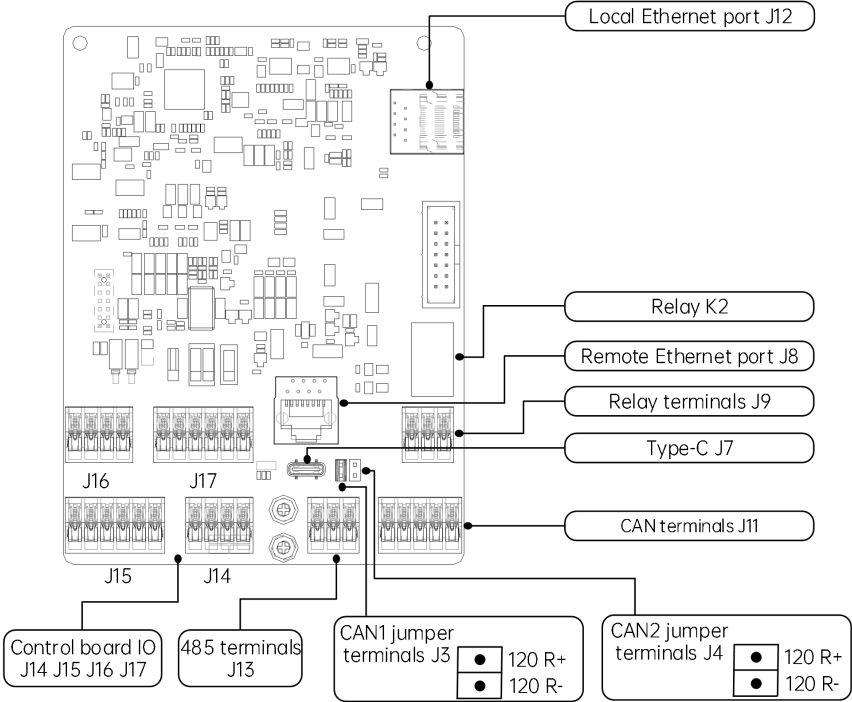 Local Ethernet port J12
Relay K2
Remote Ethernet port J8
Relay terminals J9
Type-C J7
J16
J17
CAN terminals J11
J15
J14
Control board IO
J14 J15 J16 J17
485 terminals
J13
CAN1 jumper
terminals J3
120 R+
120 R-
CAN2 jumper
terminals J4
120 R+
120 R-